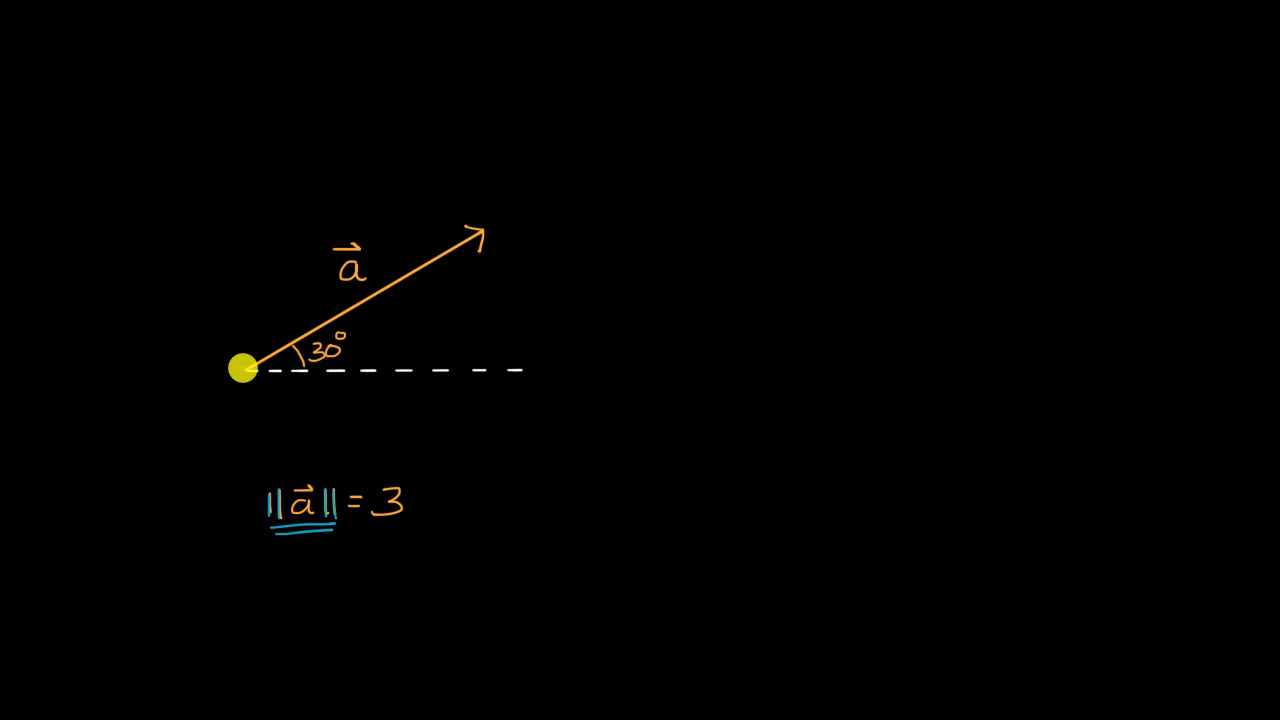 a⃗
30°
||a⃗|| = 3